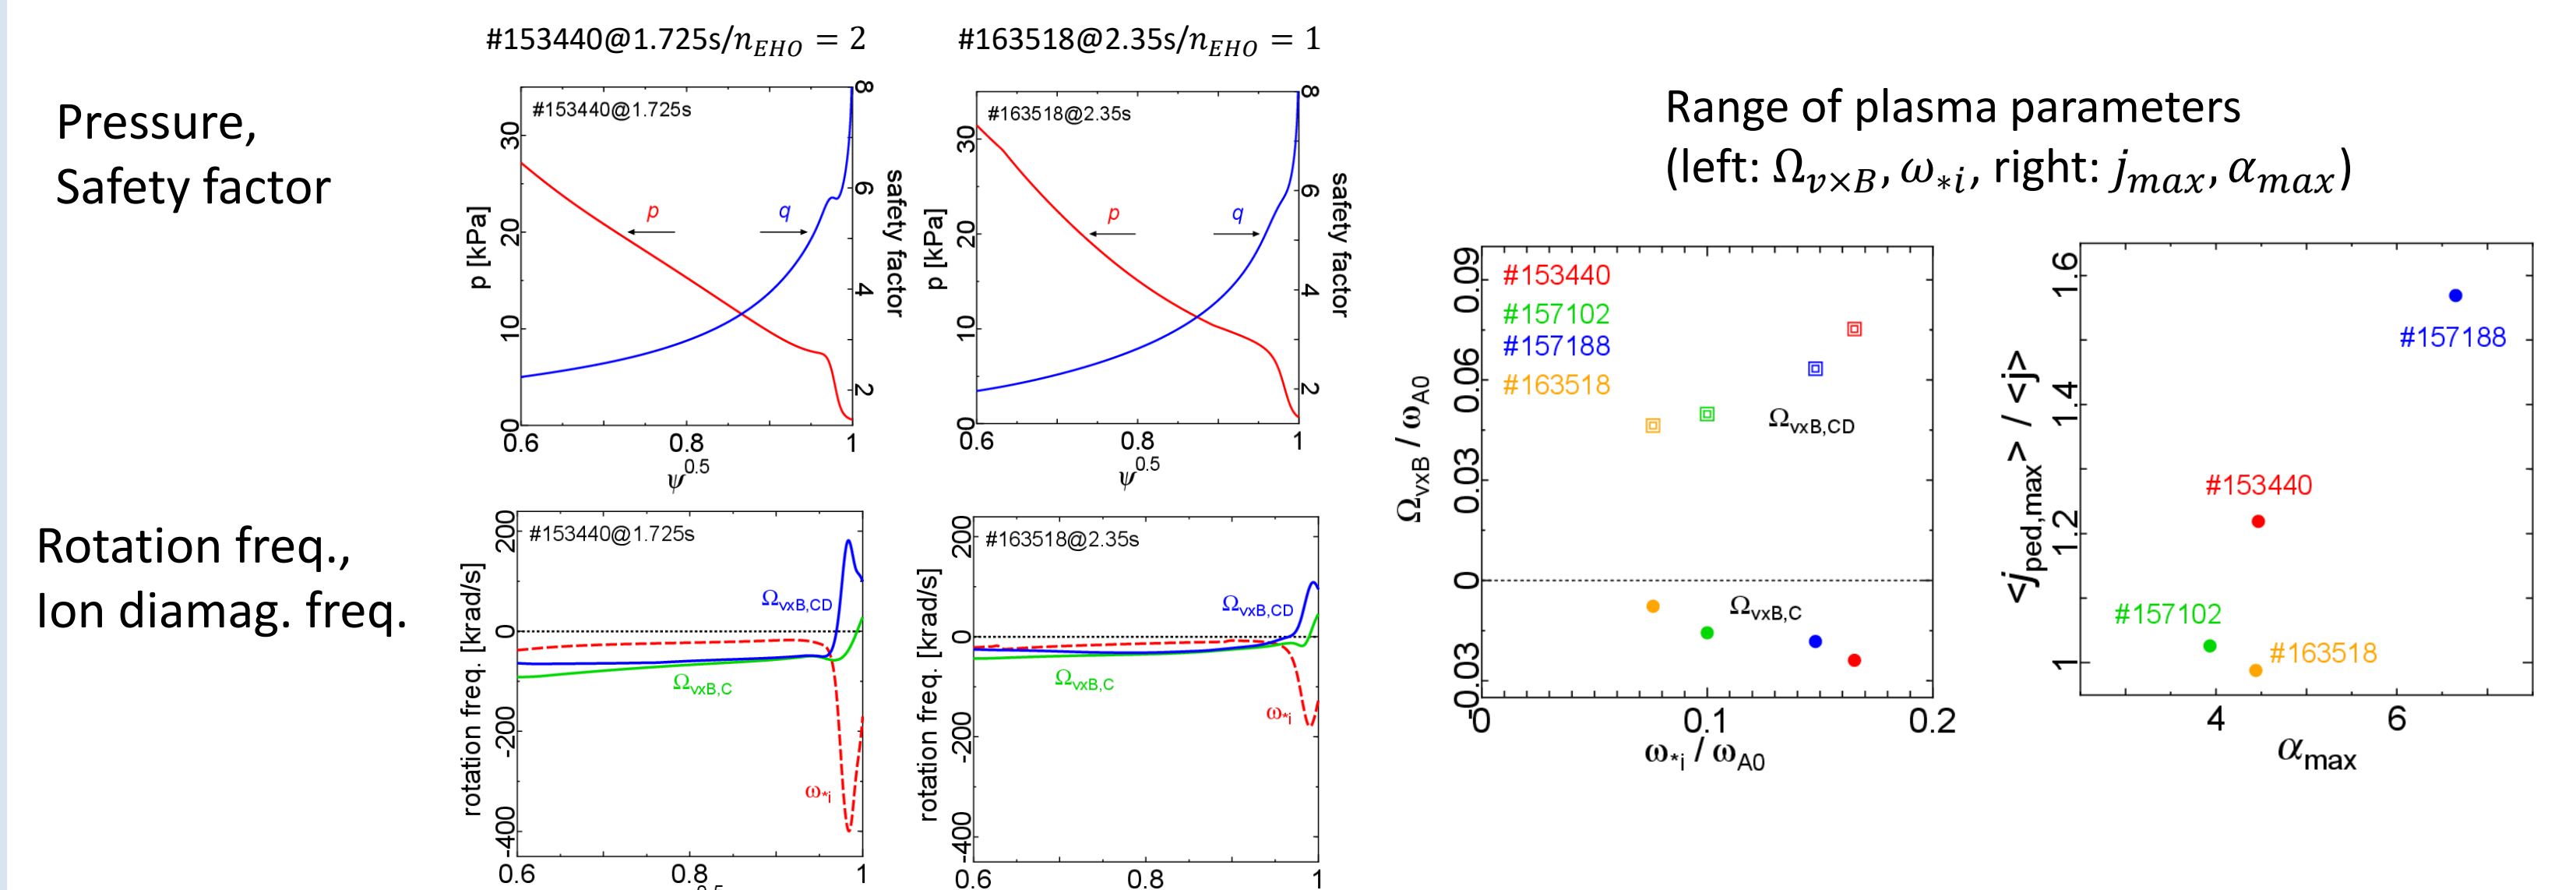 #153440@1.725s/n_EHO = 2
#163518@2.35s/n_EHO = 1
Pressure,
Safety factor
#153440@1.725s
p [kPa]
0 10 20 30
p
q
safety factor
2 4 6 8
0.6 0.8 1
ψ^0.5
#163518@2.35s
p [kPa]
0 10 20 30
p
q
safety factor
2 4 6 8
0.6 0.8 1
ψ^0.5
Rotation freq.,
Ion diamag. freq.
#153440@1.725s
rotation freq. [krad/s]
-400 -200 0 200
Ω_vxB,CD
Ω_vxB,C
ω_*i
0.6 0.8 1
#163518@2.35s
rotation freq. [krad/s]
-400 -200 0 200
Ω_vxB,CD
Ω_vxB,C
ω_*i
0.6 0.8 1
Range of plasma parameters
(left: Ω_v×B, ω_*i, right: j_max, α_max)
#153440
#157102
#157188
#163518
Ω_vxB / ω_A0
-0.03 0 0.03 0.06 0.09
Ω_vxB,CD
Ω_vxB,C
0 0.1 0.2
ω_*i / ω_A0
<j_ped,max> / <j>
1 1.2 1.4 1.6
#157188
#153440
#157102
#163518
4 6
α_max